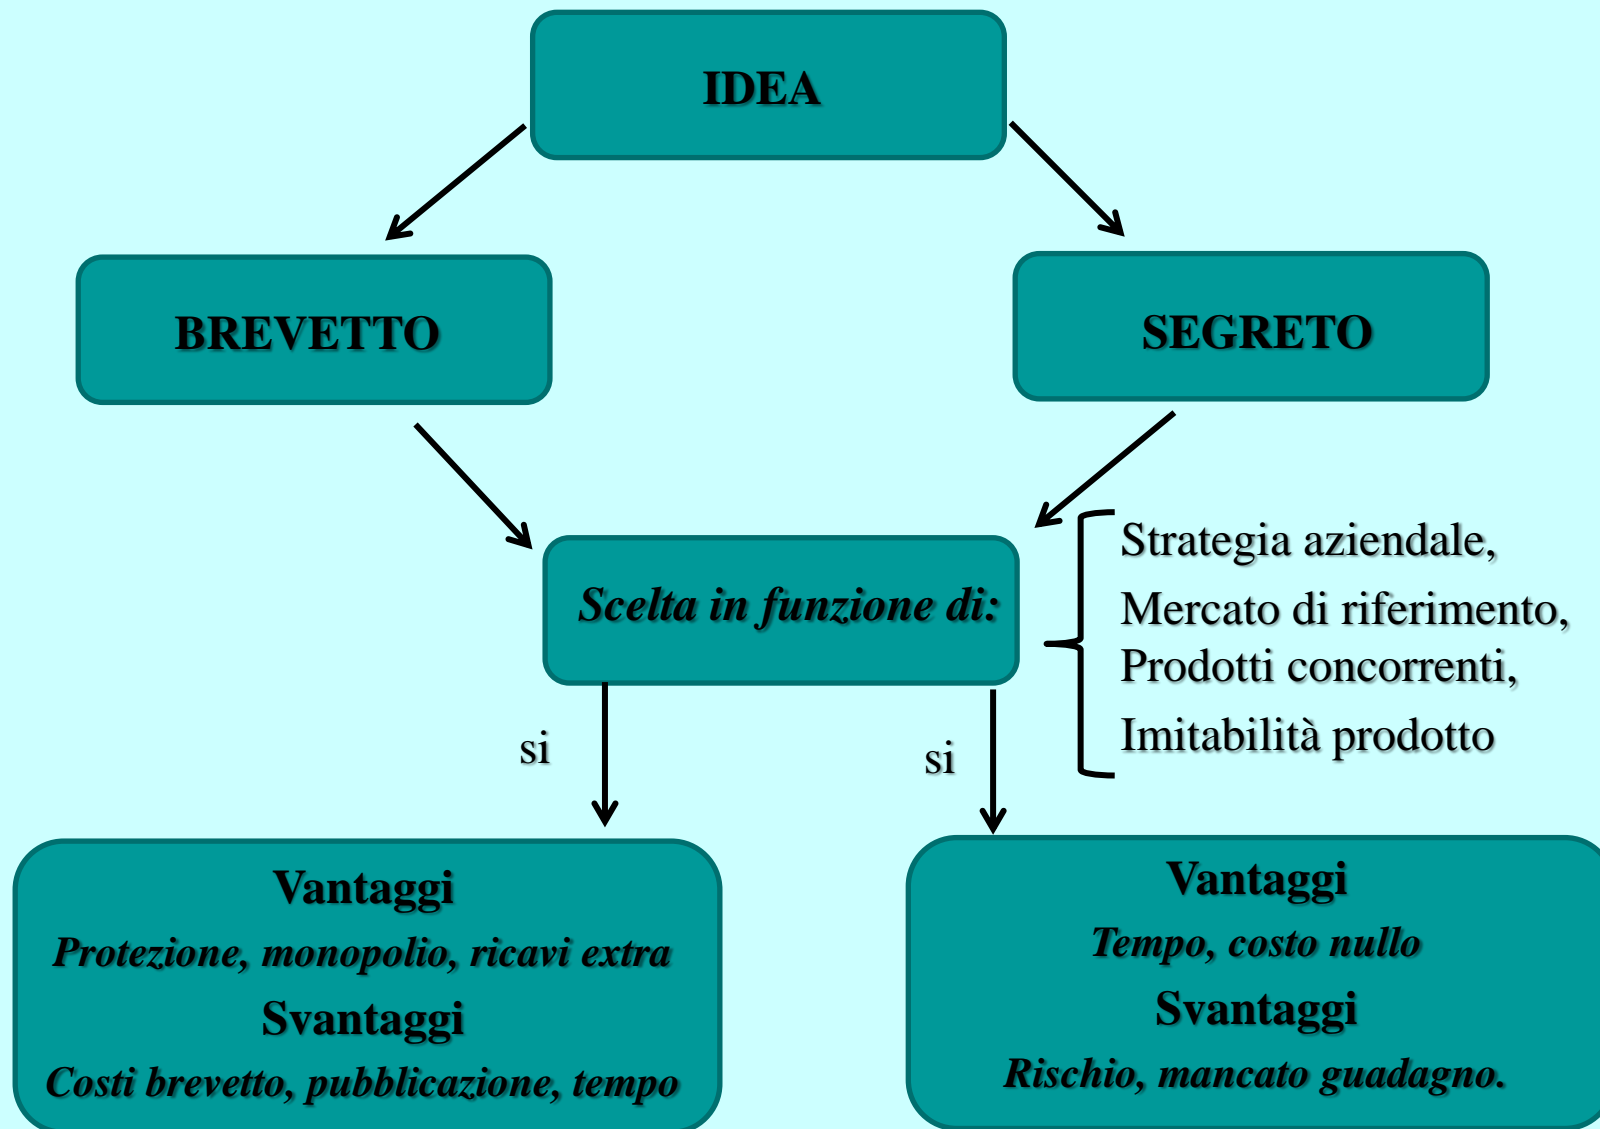 IDEA
BREVETTO
SEGRETO
Scelta in funzione di:
Strategia aziendale,
Mercato di riferimento,
Prodotti concorrenti,
Imitabilità prodotto
si
si
Vantaggi
Protezione, monopolio, ricavi extra
Svantaggi
Costi brevetto, pubblicazione, tempo
Vantaggi
Tempo, costo nullo
Svantaggi
Rischio, mancato guadagno.